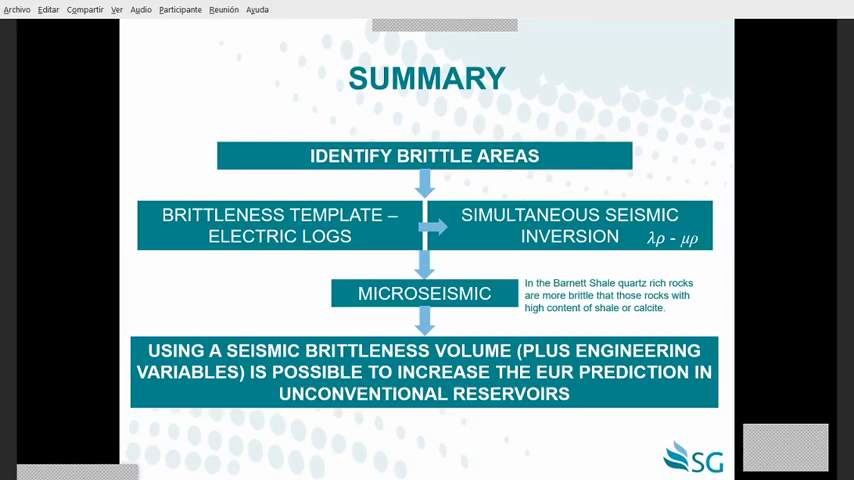 Archivo Editar Compartir Ver Audio Participante Reunión Ayuda
SUMMARY
IDENTIFY BRITTLE AREAS
BRITTLENESS TEMPLATE –
ELECTRIC LOGS
SIMULTANEOUS SEISMIC
INVERSION λρ - μρ
MICROSEISMIC
In the Barnett Shale quartz rich rocks
are more brittle that those rocks with
high content of shale or calcite.
USING A SEISMIC BRITTLENESS VOLUME (PLUS ENGINEERING
VARIABLES) IS POSSIBLE TO INCREASE THE EUR PREDICTION IN
UNCONVENTIONAL RESERVOIRS
SG